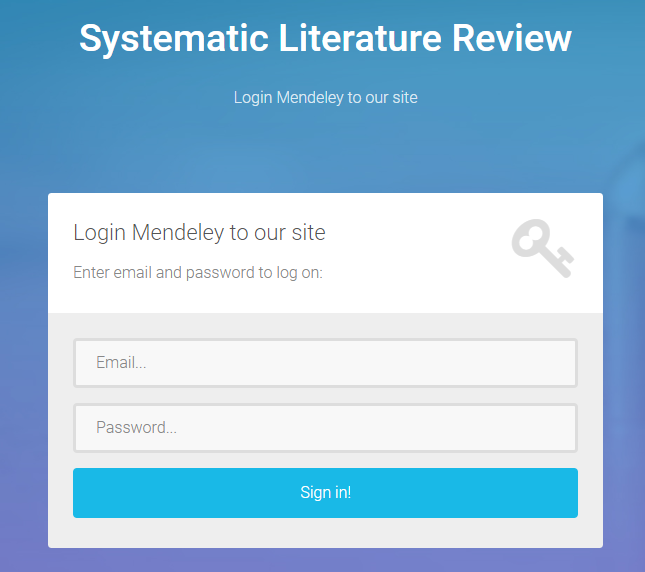 Systematic Literature Review
Login Mendeley to our site
Login Mendeley to our site
Enter email and password to log on:
Email...
Password...
Sign in!